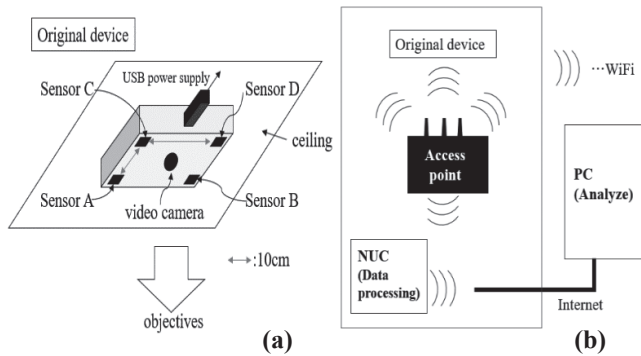 Original device
USB power supply
Sensor C
Sensor D
ceiling
Sensor A
video camera
Sensor B
:10cm
objectives
(a)
Original device
…WiFi
Access
point
PC
(Analyze)
NUC
(Data
processing)
Internet
(b)